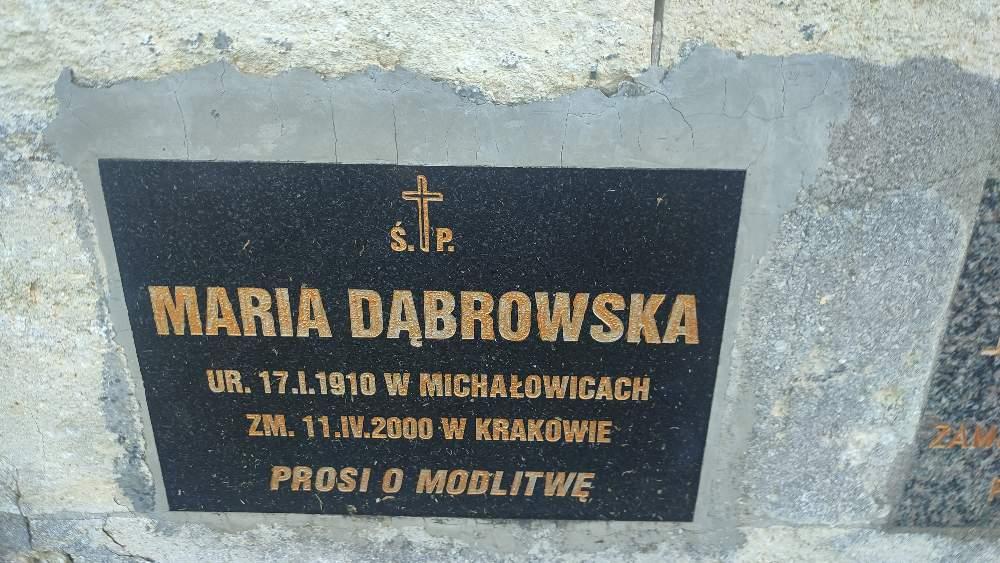 Ś. P.
MARIA DĄBROWSKA
UR. 17.I.1910 W MICHAŁOWICACH
ZM. 11.IV.2000 W KRAKOWIE
PROSI O MODLITWĘ